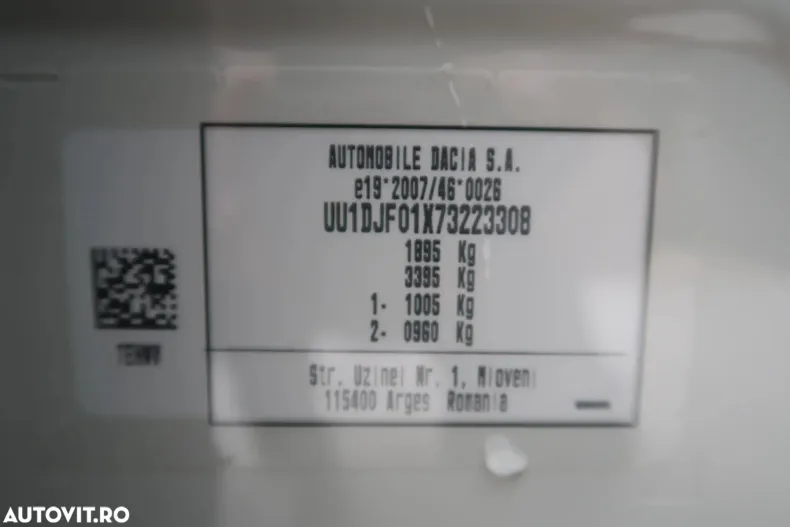 AUTOMOBILE DACIA S.A.
e19*2007/46*0026
UU1DJF01X73223308
1895 Kg
3395 Kg
1- 1005 Kg
2- 0960 Kg
Str. Uzinei Nr. 1, Mioveni
115400 Arges Romania
AUTOVIT.RO